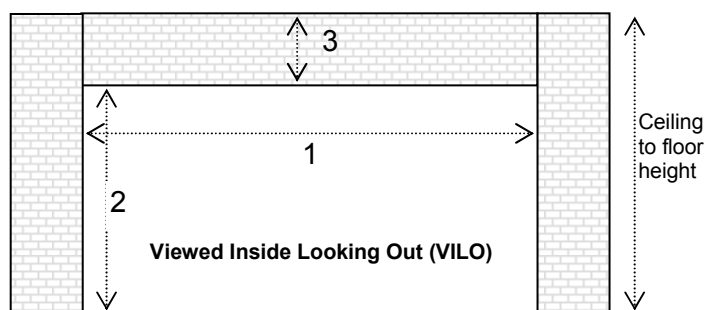 3
Ceiling
to floor
height
1
2
Viewed Inside Looking Out (VILO)